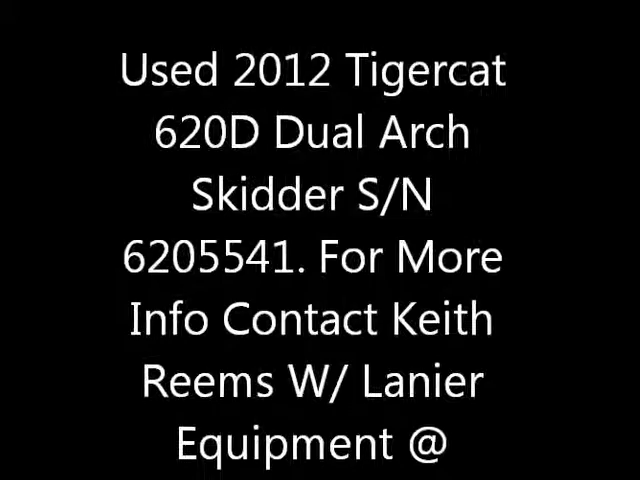 Used 2012 Tigercat
620D Dual Arch
Skidder S/N
6205541. For More
Info Contact Keith
Reems W/ Lanier
Equipment @